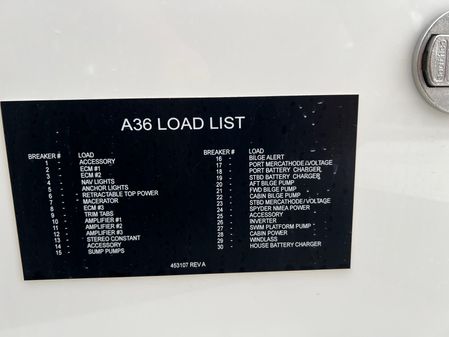 A36 LOAD LIST
BREAKER # LOAD
1 - ACCESSORY
2 - ECM #1
3 - ECM #2
4 - NAV LIGHTS
5 - ANCHOR LIGHTS
6 - RETRACTABLE TOP POWER
7 - MACERATOR
8 - ECM #3
9 - TRIM TABS
10 - AMPLIFIER #1
11 - AMPLIFIER #2
12 - AMPLIFIER #3
13 - STEREO CONSTANT
14 - ACCESSORY
15 - SUMP PUMPS
BREAKER # LOAD
16 - BILGE ALERT
17 - PORT MERCATHODE/VOLTAGE
18 - PORT BATTERY CHARGER
19 - STBD BATTERY CHARGER
20 - AFT BILGE PUMP
21 - FWD BILGE PUMP
22 - CABIN BILGE PUMP
23 - STBD MERCATHODE/VOLTAGE
24 - SPYDER NMEA POWER
25 - ACCESSORY
26 - INVERTER
27 - SWIM PLATFORM PUMP
28 - CABIN POWER
29 - WINDLASS
30 - HOUSE BATTERY CHARGER
453107 REV A